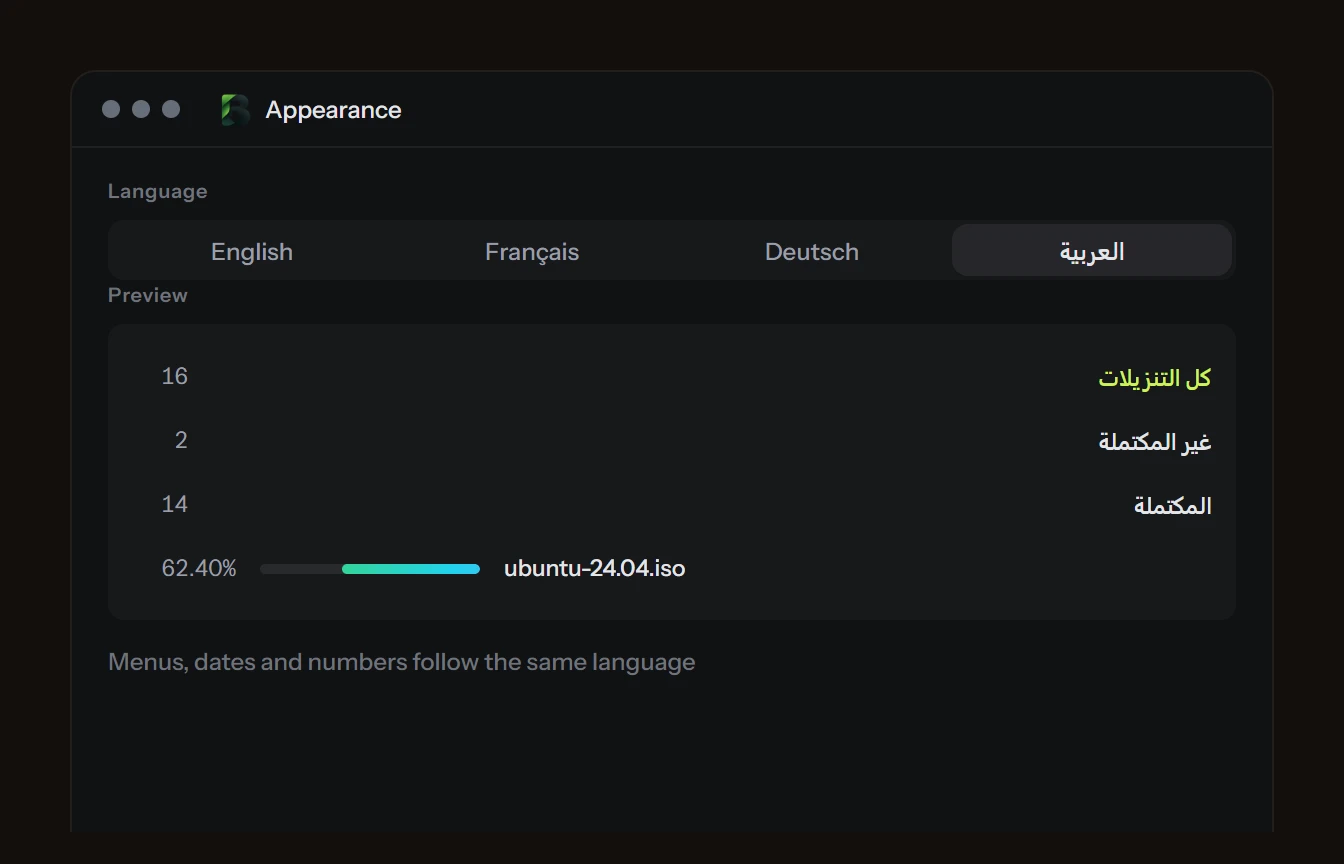 Appearance
Language
English Français Deutsch العربية
Preview
كل التنزيلات 16
غير المكتملة 2
المكتملة 14
ubuntu-24.04.iso 62.40%
Menus, dates and numbers follow the same language